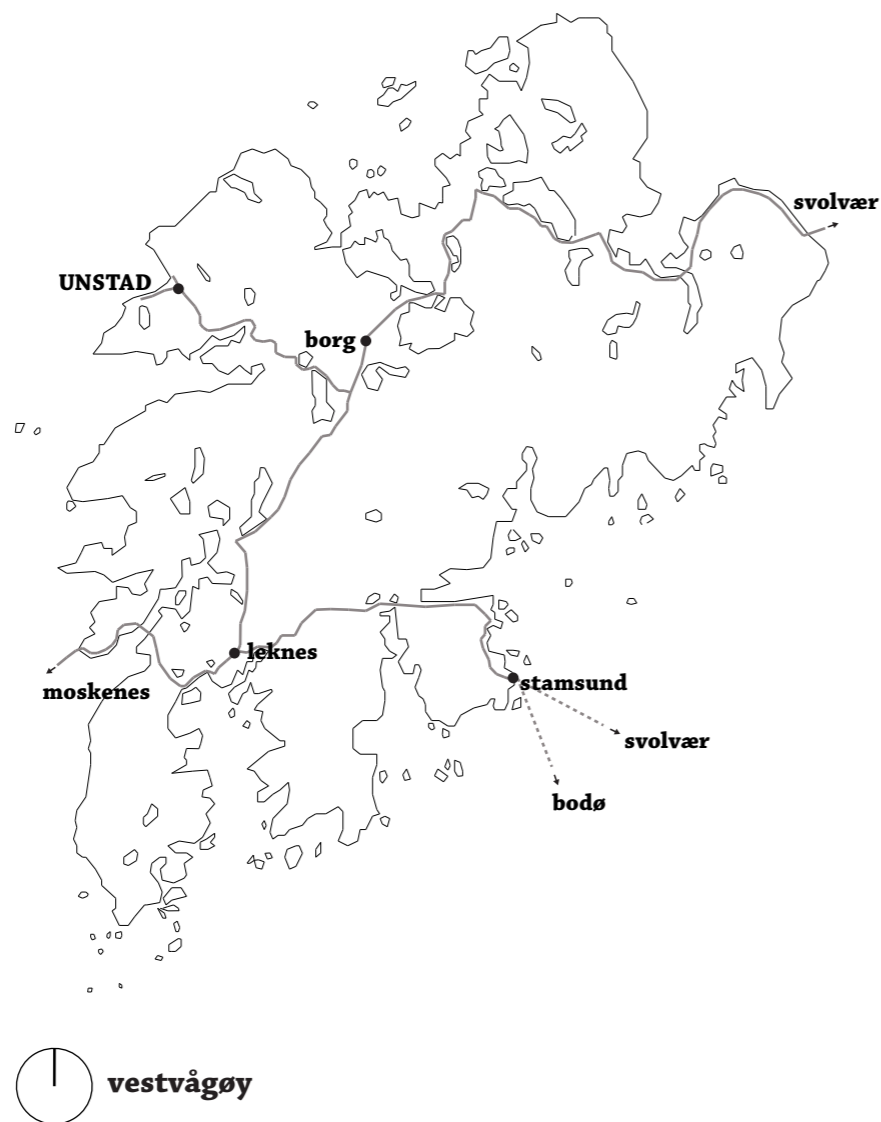 svolvær
UNSTAD
borg
leknes
moskenes
stamsund
svolvær
bodø
vestvågøy